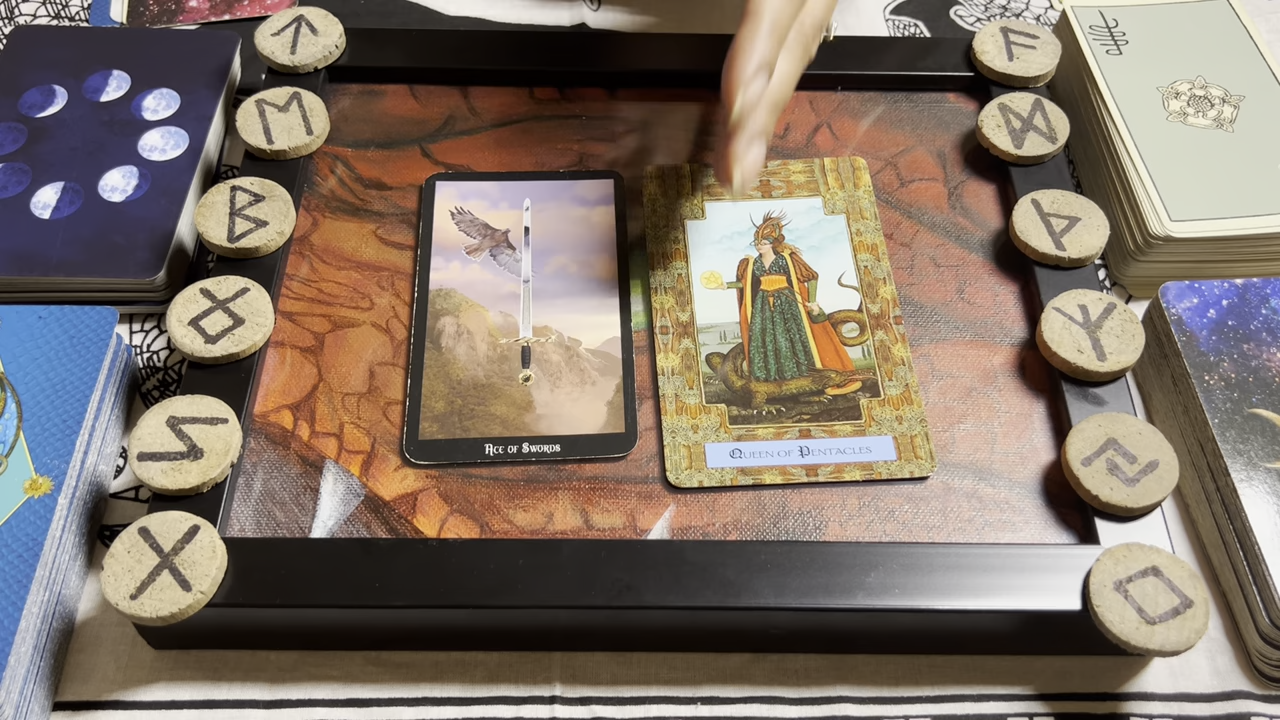 ᛏ
ᚨ
ᛖ
ᛞ
ᛒ
ᚦ
ᛟ
ᛉ
ᛊ
ᛃ
ᚷ
ᛜ
Ace of Swords
Queen of Pentacles